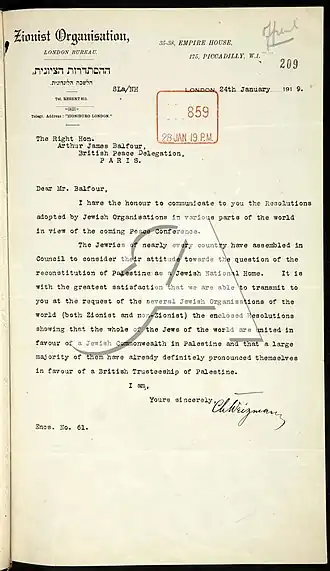 Zionist Organisation,
LONDON BUREAU.
ההסתדרות הציונית.
הלשכה הלונדונית.
TEL. REGENT 612.
Telegr. Address: "ZIONIBURO LONDON."
35-38, EMPIRE HOUSE,
175, PICCADILLY, W.1.
209
SLa/NH
LONDON, 24th January 1919.
859
28 JAN 19 P.M.
The Right Hon.
Arthur James Balfour,
British Peace Delegation,
PARIS.
Dear Mr. Balfour,
I have the honour to communicate to you the Resolutions
adopted by Jewish Organisations in various parts of the world
in view of the coming Peace Conference.
The Jewries of nearly every country have assembled in
Council to consider their attitude towards the question of the
reconstitution of Palestine as a Jewish National Home. It is
with the greatest satisfaction that we are able to transmit to
you at the request of the several Jewish Organisations of the
world (both Zionist and non-Zionist) the enclosed Resolutions
showing that the whole of the Jews of the world are united in
favour of a Jewish Commonwealth in Palestine and that a large
majority of them have already definitely pronounced themselves
in favour of a British Trusteeship of Palestine.
I am,
Yours sincerely,
Ch Weizmann
Encs. No. 61.